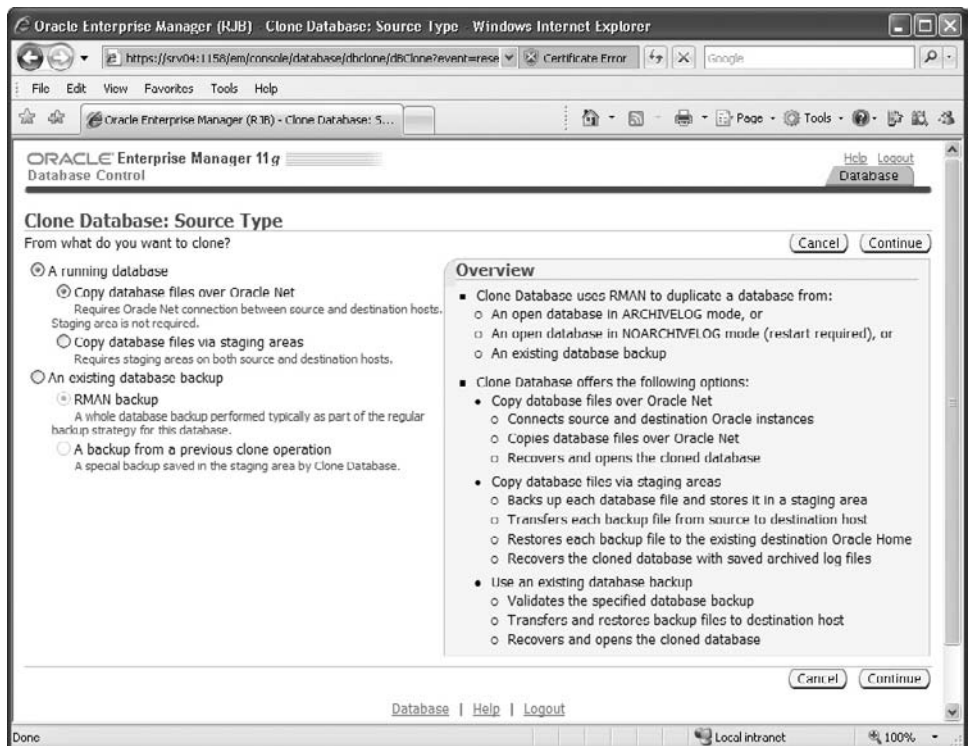 Oracle Enterprise Manager (RJB) - Clone Database: Source Type - Windows Internet Explorer
https://srv04:1158/em/console/database/dbclone/dBClone?event=rese
Certificate Error
Google
File Edit View Favorites Tools Help
Oracle Enterprise Manager (RJB) - Clone Database: S...
Page Tools
ORACLE Enterprise Manager 11g
Database Control
Help Logout
Database
Clone Database: Source Type
From what do you want to clone?
Cancel Continue
A running database
Copy database files over Oracle Net
Requires Oracle Net connection between source and destination hosts.
Staging area is not required.
Copy database files via staging areas
Requires staging areas on both source and destination hosts.
An existing database backup
RMAN backup
A whole database backup performed typically as part of the regular
backup strategy for this database.
A backup from a previous clone operation
A special backup saved in the staging area by Clone Database.
Overview
Clone Database uses RMAN to duplicate a database from:
An open database in ARCHIVELOG mode, or
An open database in NOARCHIVELOG mode (restart required), or
An existing database backup
Clone Database offers the following options:
Copy database files over Oracle Net
Connects source and destination Oracle instances
Copies database files over Oracle Net
Recovers and opens the cloned database
Copy database files via staging areas
Backs up each database file and stores it in a staging area
Transfers each backup file from source to destination host
Restores each backup file to the existing destination Oracle Home
Recovers the cloned database with saved archived log files
Use an existing database backup
Validates the specified database backup
Transfers and restores backup files to destination host
Recovers and opens the cloned database
Cancel Continue
Database | Help | Logout
Done
Local intranet
100%